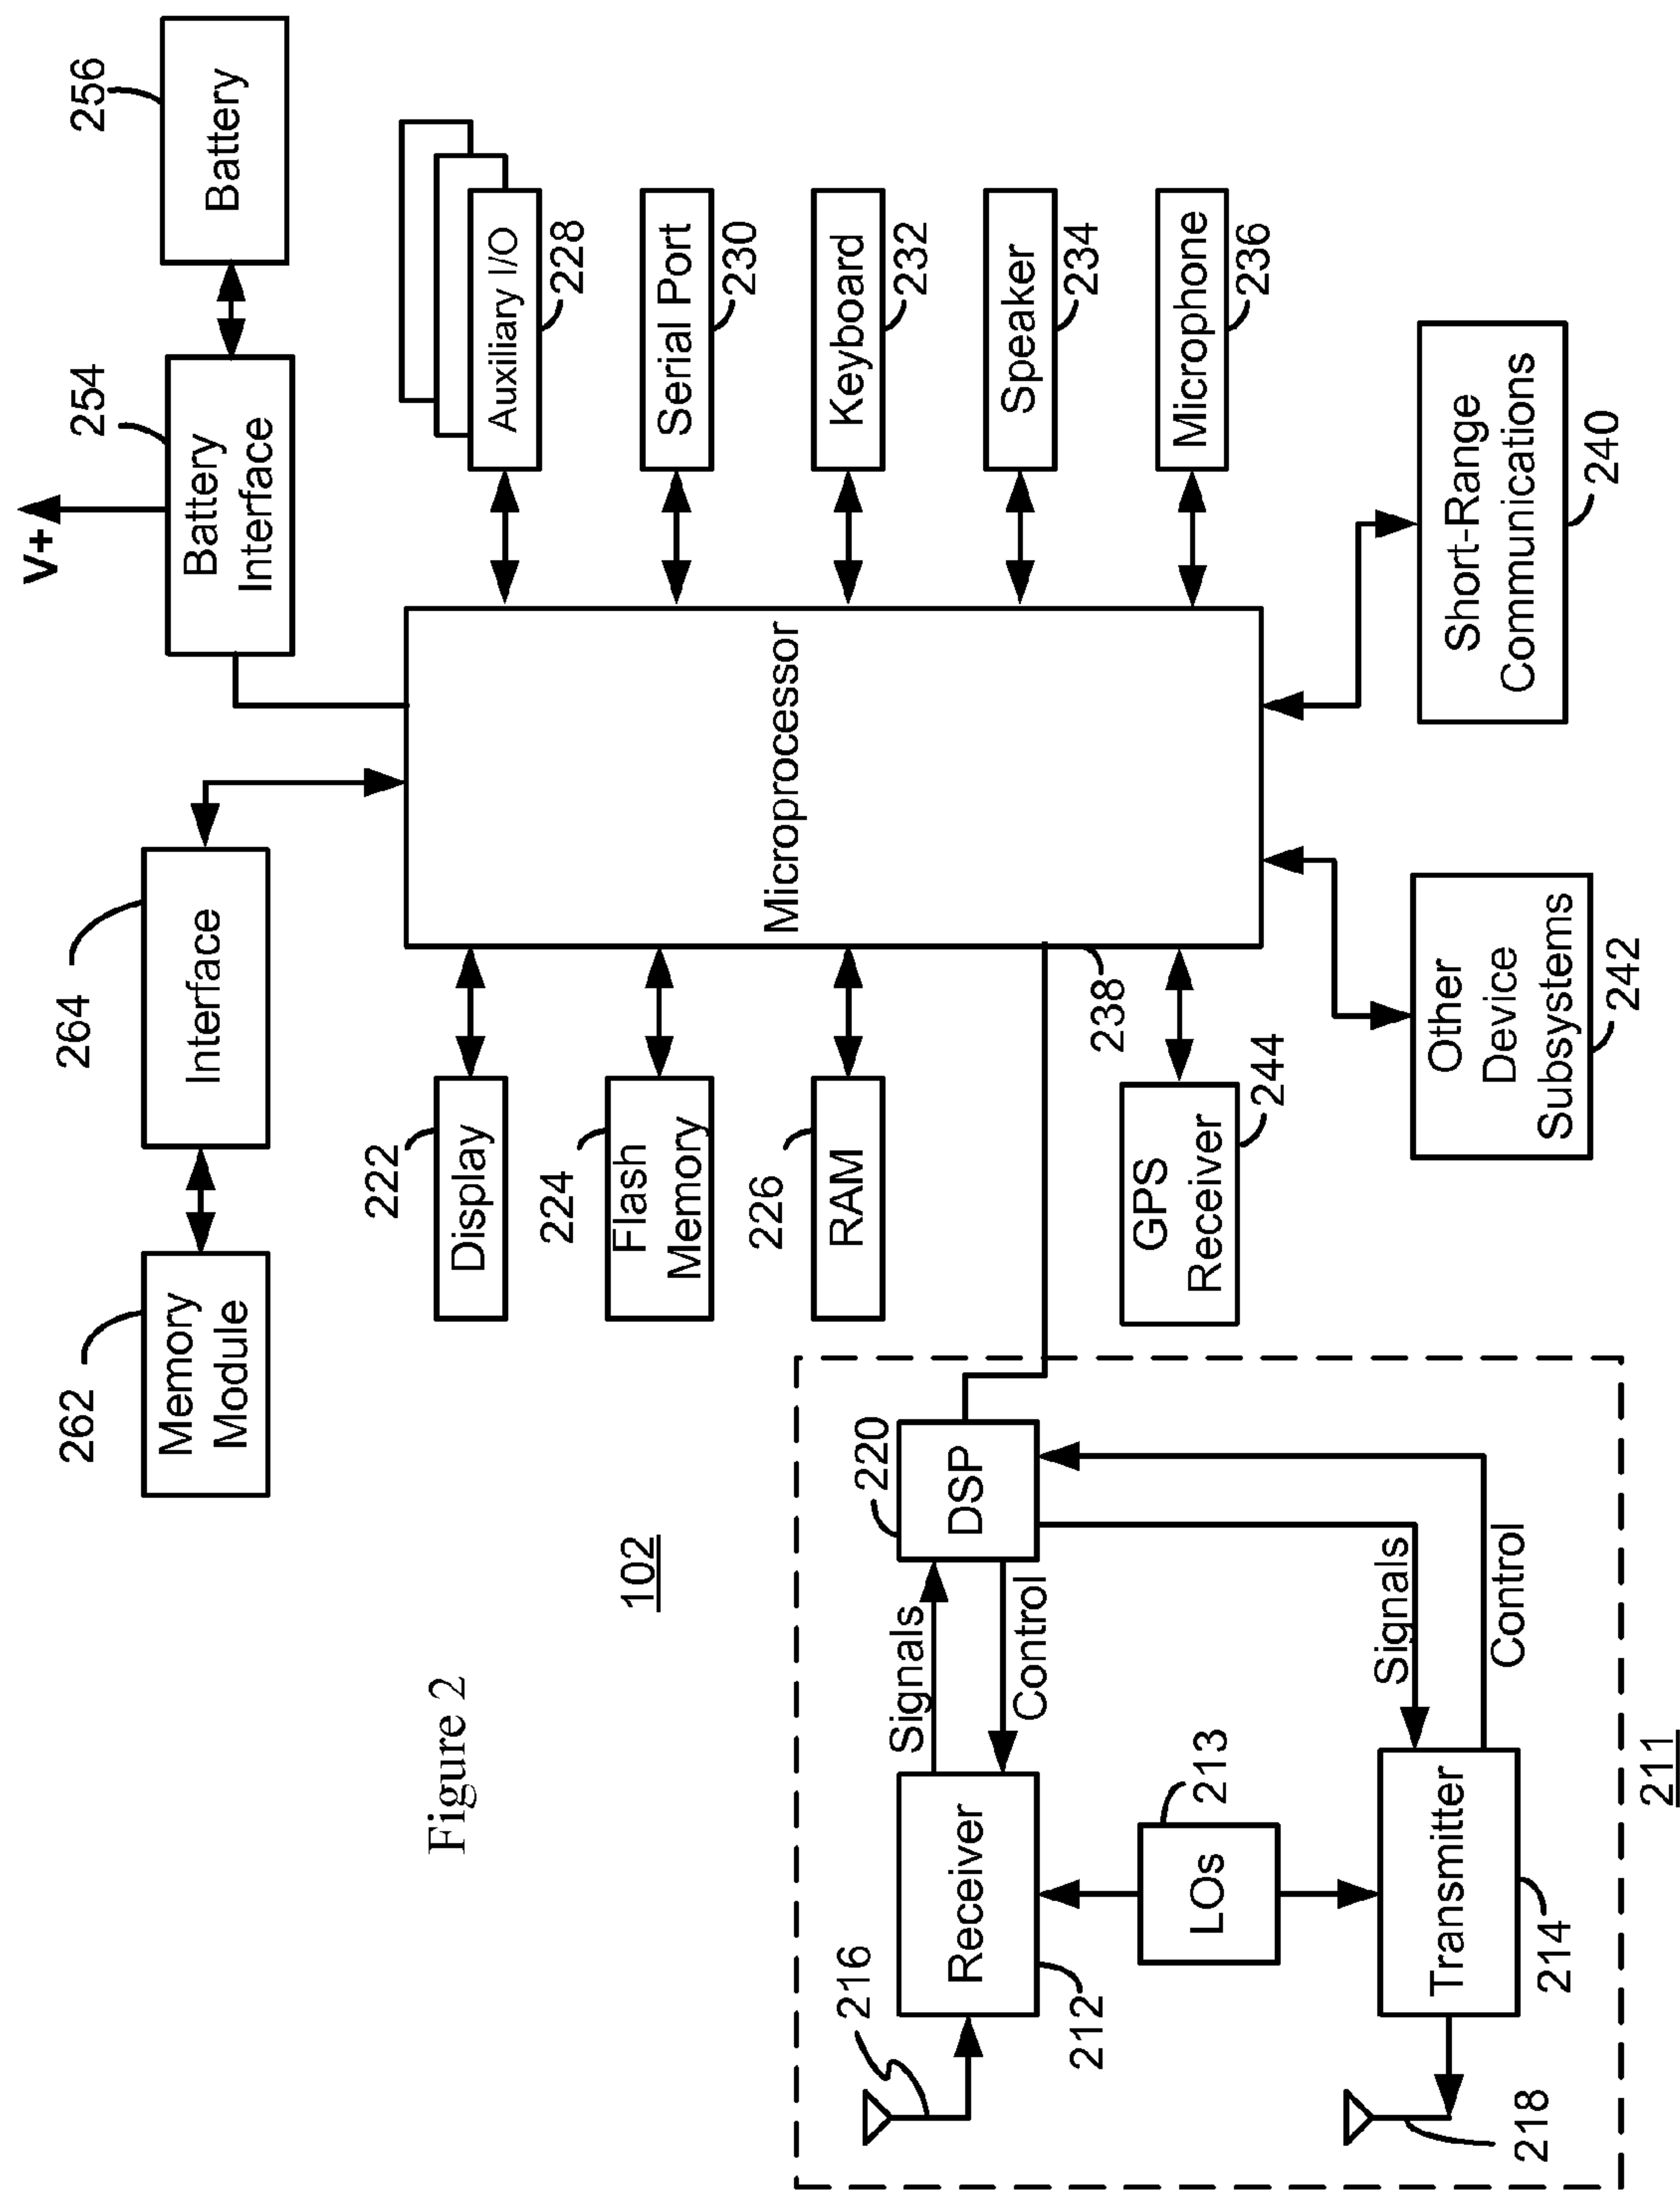 262
Memory
Module
264
Interface
V+
254
Battery
Interface
256
Battery
222
Display
224
Flash
Memory
226
RAM
GPS
Receiver
244
238
Microprocessor
Auxiliary I/O
228
Serial Port
230
Keyboard
232
Speaker
234
Microphone
236
Other
Device
Subsystems
242
Short-Range
Communications
240
Figure 2
102
216
Receiver
212
Signals
Control
220
DSP
LOs
213
Signals
Control
Transmitter
214
218
211